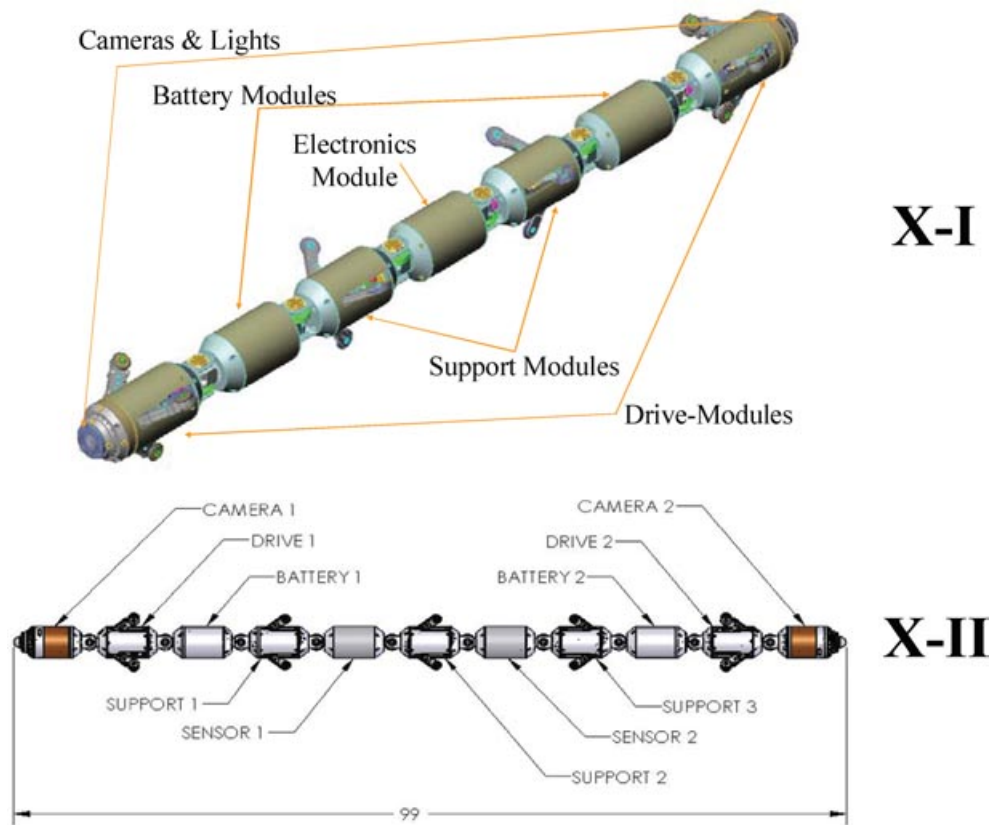 Cameras & Lights
Battery Modules
Electronics
Module
X-I
Support Modules
Drive-Modules
CAMERA 1
CAMERA 2
DRIVE 1
DRIVE 2
BATTERY 1
BATTERY 2
X-II
SUPPORT 1
SUPPORT 3
SENSOR 1
SENSOR 2
SUPPORT 2
99